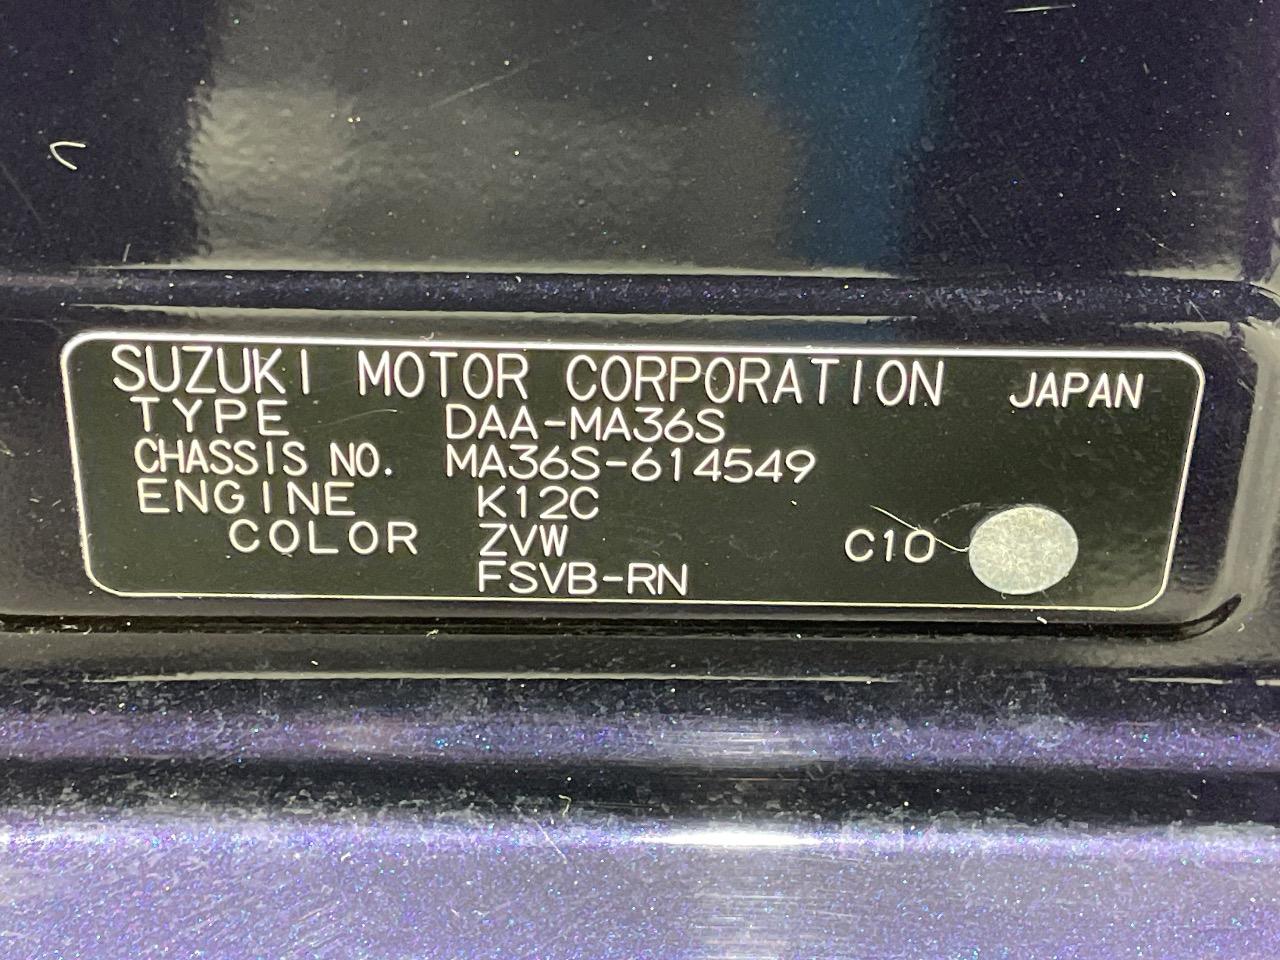 SUZUKI MOTOR CORPORATION JAPAN
TYPE DAA-MA36S
CHASSIS NO. MA36S-614549
ENGINE K12C
COLOR ZVW C10
FSVB-RN